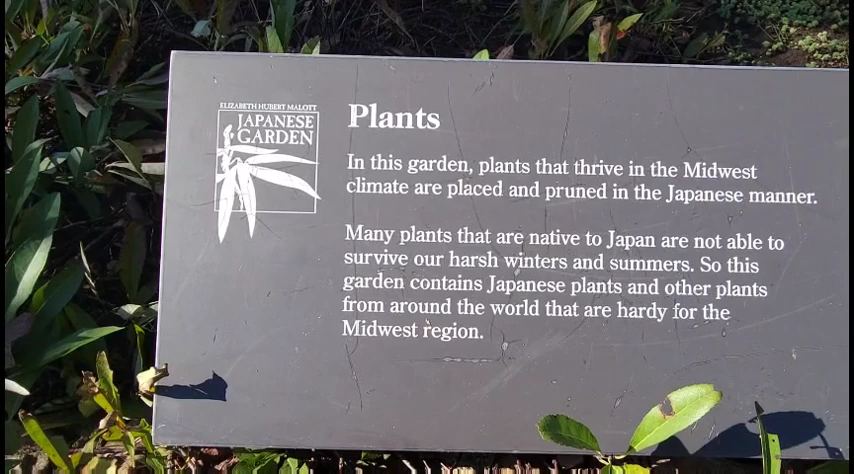 ELIZABETH HUBERT MALOTT
JAPANESE
GARDEN
Plants
In this garden, plants that thrive in the Midwest
climate are placed and pruned in the Japanese manner.
Many plants that are native to Japan are not able to
survive our harsh winters and summers. So this
garden contains Japanese plants and other plants
from around the world that are hardy for the
Midwest region.